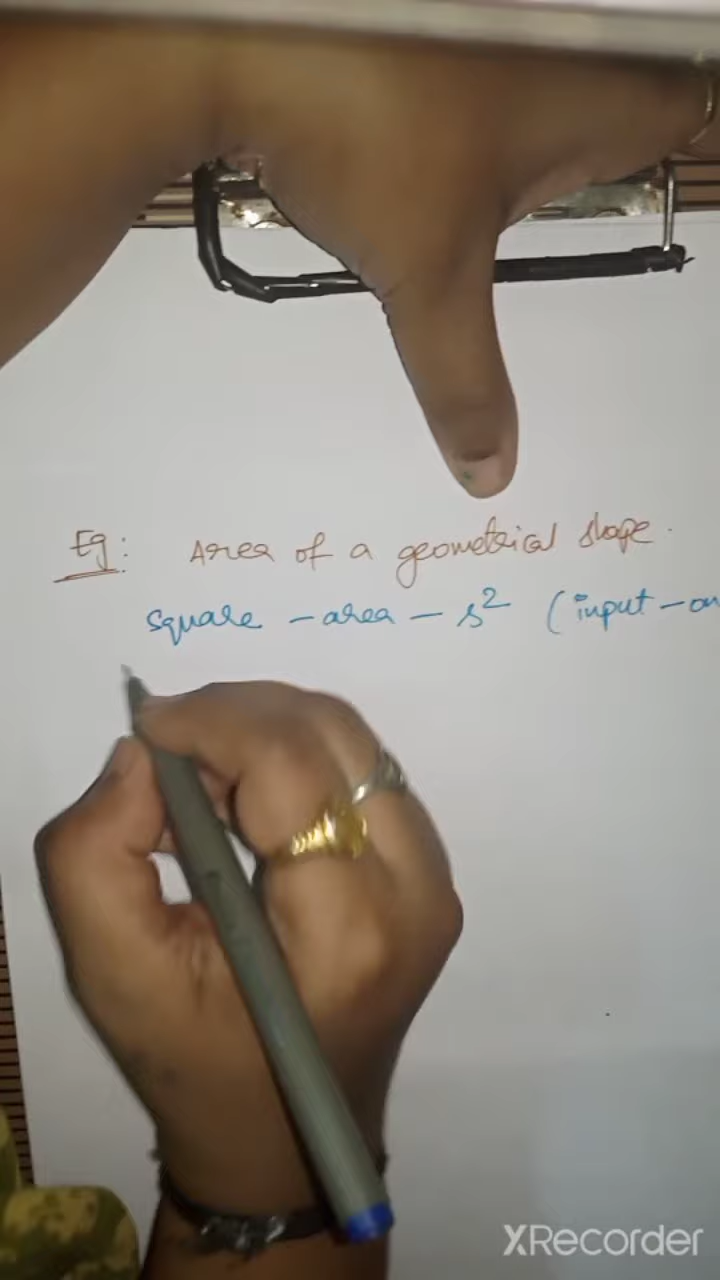 Eg: Area of a geometrical shape.
Square - area - s² (input - on
XRecorder